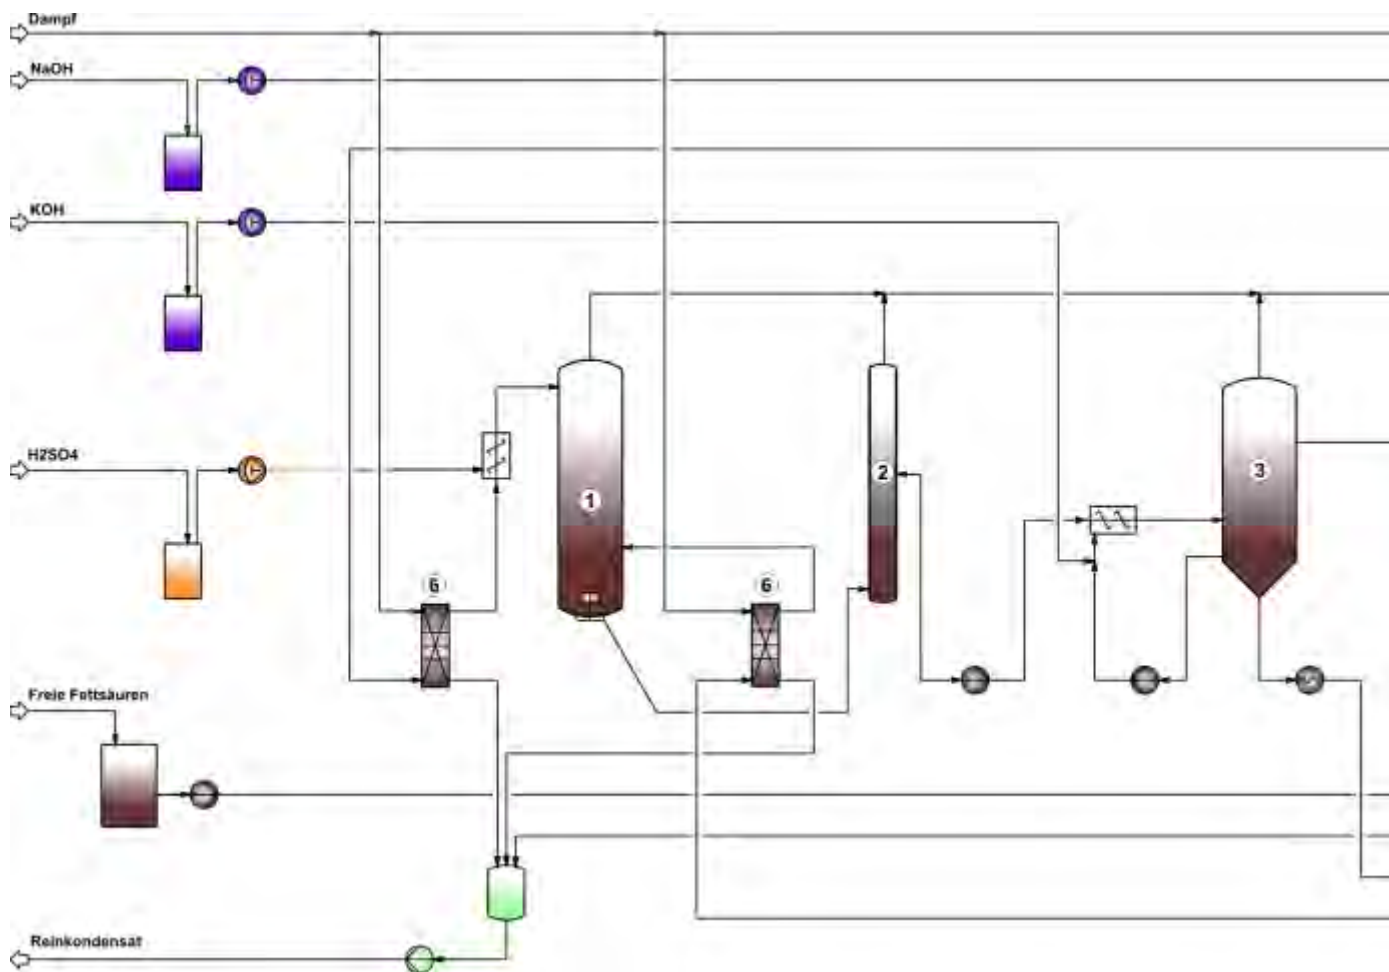 Dampf
NaOH
KOH
H2SO4
1
2
3
6
6
Freie Fettsäuren
Reinkondensat